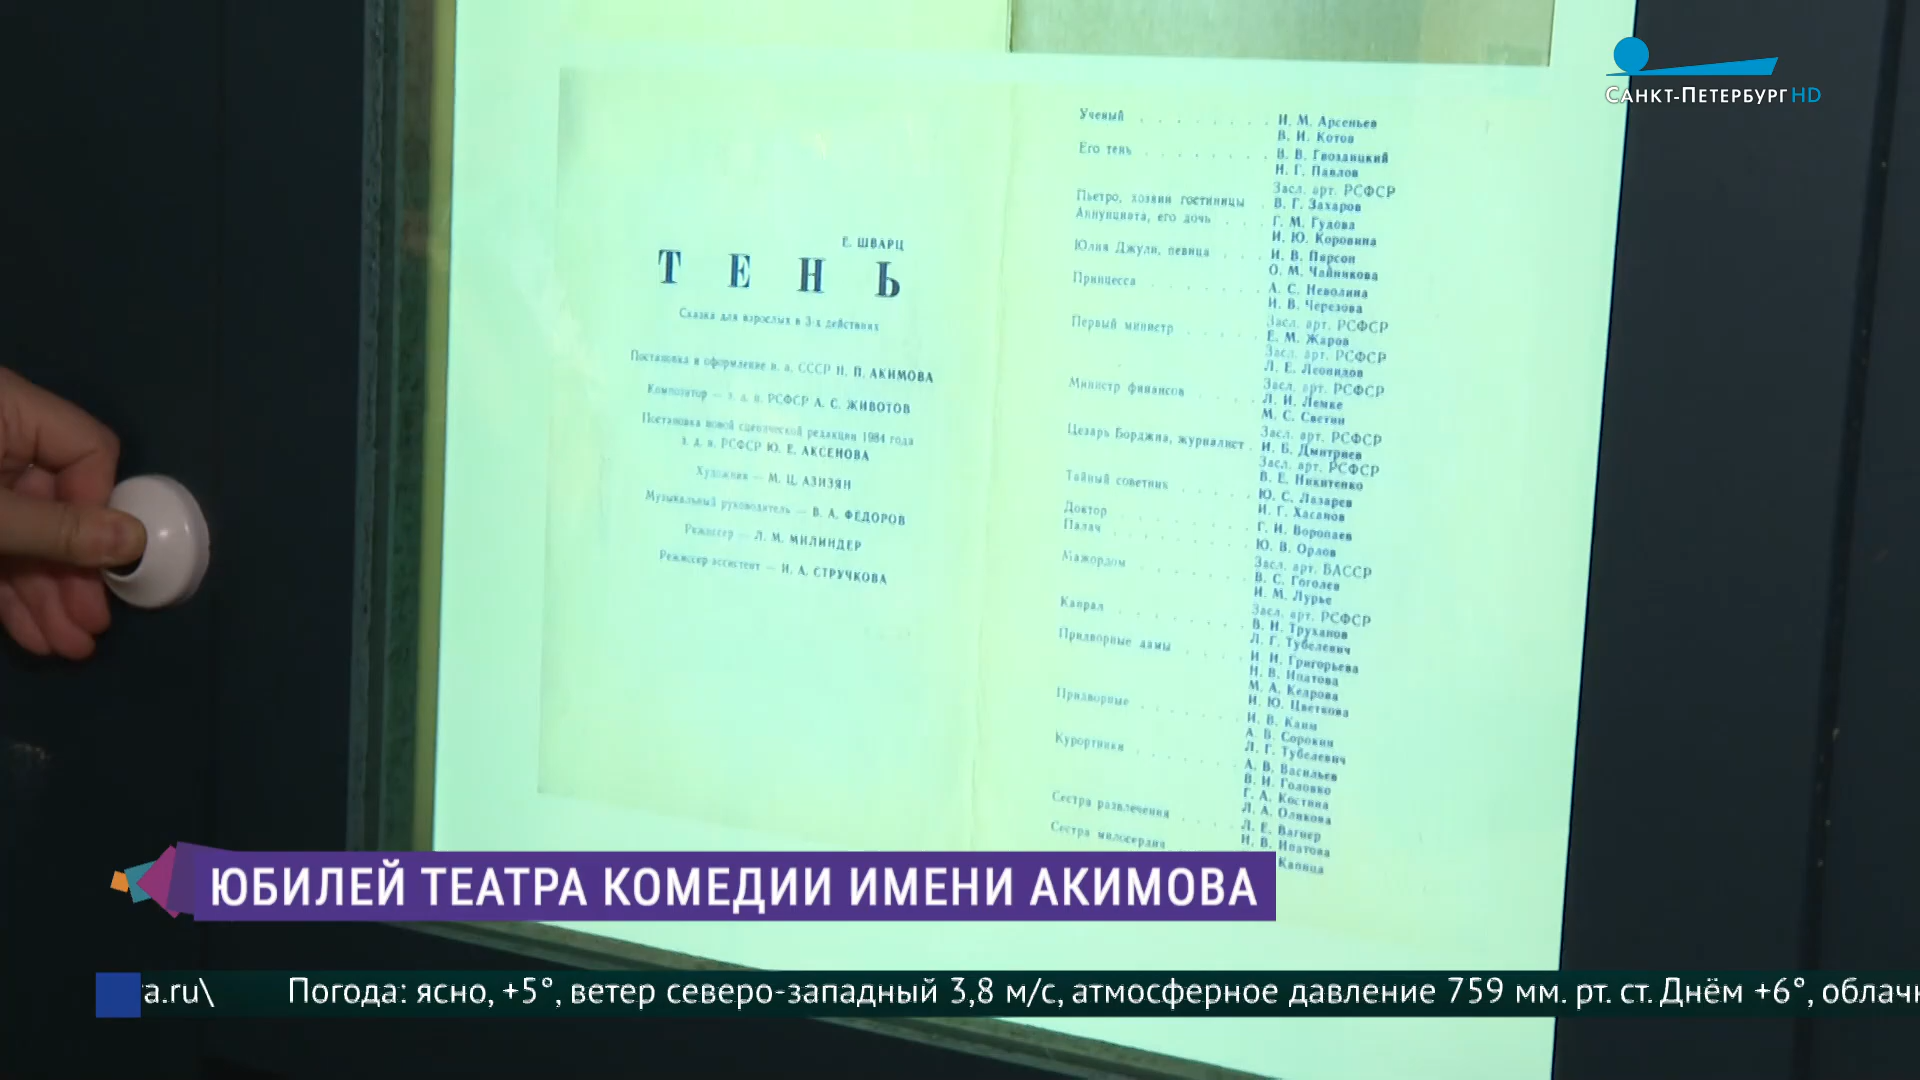 САНКТ-ПЕТЕРБУРГ HD
Е. ШВАРЦ
ТЕНЬ
Сказка для взрослых в 3-х действиях
Постановка и оформление н. а. СССР Н. П. АКИМОВА
Композитор — з. д. и. РСФСР А. С. ЖИВОТОВ
Постановка новой сценической редакции 1984 года
з. д. и. РСФСР Ю. Е. АКСЕНОВА
Художник — М. Ц. АЗИЗЯН
Музыкальный руководитель — В. А. ФЕДОРОВ
Режиссер — Л. М. МИЛИНДЕР
Режиссер-ассистент — И. А. СТРУЧКОВА
Ученый . . . . . . . . И. М. Арсеньев
В. И. Котов
Его тень . . . . . . . В. В. Гвоздицкий
Н. Г. Павлов
Засл. арт. РСФСР
Пьетро, хозяин гостиницы . В. Г. Захаров
Аннунциата, его дочь . . . Г. М. Гудова
И. Ю. Коровина
Юлия Джули, певица . . . И. В. Персон
О. М. Чайникова
Принцесса . . . . . . . А. С. Неволина
И. В. Черезова
Засл. арт. РСФСР
Первый министр . . . . . Е. М. Жаров
Засл. арт. РСФСР
Л. Е. Леонидов
Засл. арт. РСФСР
Министр финансов . . . . Л. И. Лемке
М. С. Светин
Засл. арт. РСФСР
Цезарь Борджиа, журналист . И. Б. Дмитриев
Засл. арт. РСФСР
В. Е. Никитенко
Тайный советник . . . . . Ю. С. Лазарев
И. Г. Хасанов
Доктор . . . . . . . . Г. И. Воропаев
Палач . . . . . . . . Ю. В. Орлов
Засл. арт. БАССР
Мажордом . . . . . . . В. С. Гоголев
И. М. Лурье
Засл. арт. РСФСР
Капрал . . . . . . . . В. Н. Труханов
Л. Г. Тубелевич
Придворные дамы . . . . И. И. Григорьева
Н. В. Ипатова
М. А. Кедрова
И. Ю. Цветкова
Придворные . . . . . . И. В. Каим
А. В. Сорокин
Л. Г. Тубелевич
Курортники . . . . . . А. В. Васильев
В. И. Головко
Г. А. Костина
Л. А. Оликова
Сестра развлечения . . . . Л. Е. Вагнер
Сестра милосердия Н. В. Ипатова
ЮБИЛЕЙ ТЕАТРА КОМЕДИИ ИМЕНИ АКИМОВА
a.ru\ Погода: ясно, +5°, ветер северо-западный 3,8 м/с, атмосферное давление 759 мм. рт. ст. Днём +6°, облачн